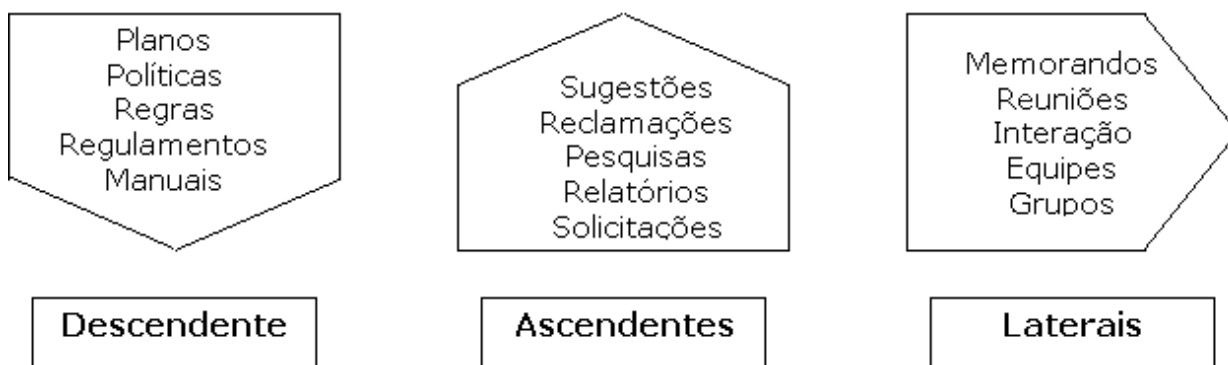 Planos
Políticas
Regras
Regulamentos
Manuais
Sugestões
Reclamações
Pesquisas
Relatórios
Solicitações
Memorandos
Reuniões
Interação
Equipes
Grupos
Descendente
Ascendentes
Laterais